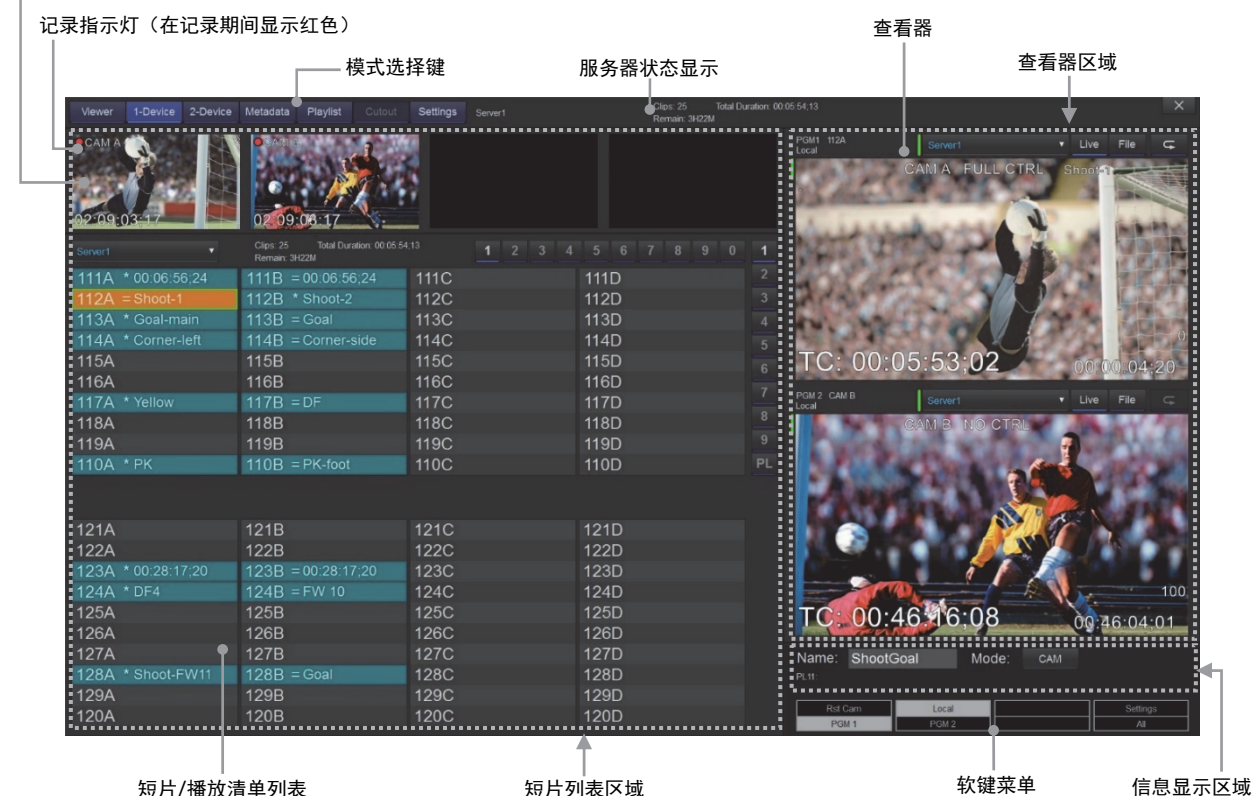 记录指示灯（在记录期间显示红色）
查看器
模式选择键
服务器状态显示
查看器区域
Viewer 1-Device 2-Device Metadata Playlist Cutout Settings Server1
Clips: 25 Total Duration: 00:05:54;13
Remain: 3H22M
CAM A
02:09:03;17
02:09:03;17
Server1
Clips: 25 Total Duration: 00:05:54;13
Remain: 3H22M
1 2 3 4 5 6 7 8 9 0
1
2
3
4
5
6
7
8
9
PL
111A * 00:06:56;24 111B = 00:06:56;24 111C 111D
112A = Shoot-1 112B * Shoot-2 112C 112D
113A * Goal-main 113B = Goal 113C 113D
114A * Corner-left 114B = Corner-side 114C 114D
115A 115B 115C 115D
116A 116B 116C 116D
117A * Yellow 117B = DF 117C 117D
118A 118B 118C 118D
119A 119B 119C 119D
110A * PK 110B = PK-foot 110C 110D
121A 121B 121C 121D
122A 122B 122C 122D
123A * 00:28:17;20 123B = 00:28:17;20 123C 123D
124A * DF4 124B = FW 10 124C 124D
125A 125B 125C 125D
126A 126B 126C 126D
127A 127B 127C 127D
128A * Shoot-FW11 128B = Goal 128C 128D
129A 129B 129C 129D
120A 120B 120C 120D
PGM1 112A
Local
Server1 Live File
CAM A FULL CTRL Shoot-1
0
TC: 00:05:53;02 00:00:04;20
PGM 2 CAM B
Local
Server1 Live File
CAM B NO CTRL
100
TC: 00:46:16;08 00:46:04;01
Name: ShootGoal Mode: CAM
PL11:
Rst Cam Local Settings
PGM 1 PGM 2 All
短片/播放清单列表
短片列表区域
软键菜单
信息显示区域